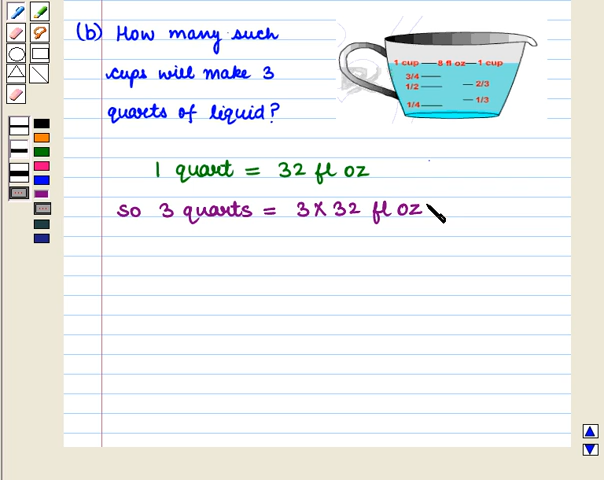 (b) How many such
cups will make 3
quarts of liquid?
1 cup 8 fl oz 1 cup
3/4
1/2 2/3
1/3
1/4
1 quart = 32 fl oz
so 3 quarts = 3 x 32 fl oz